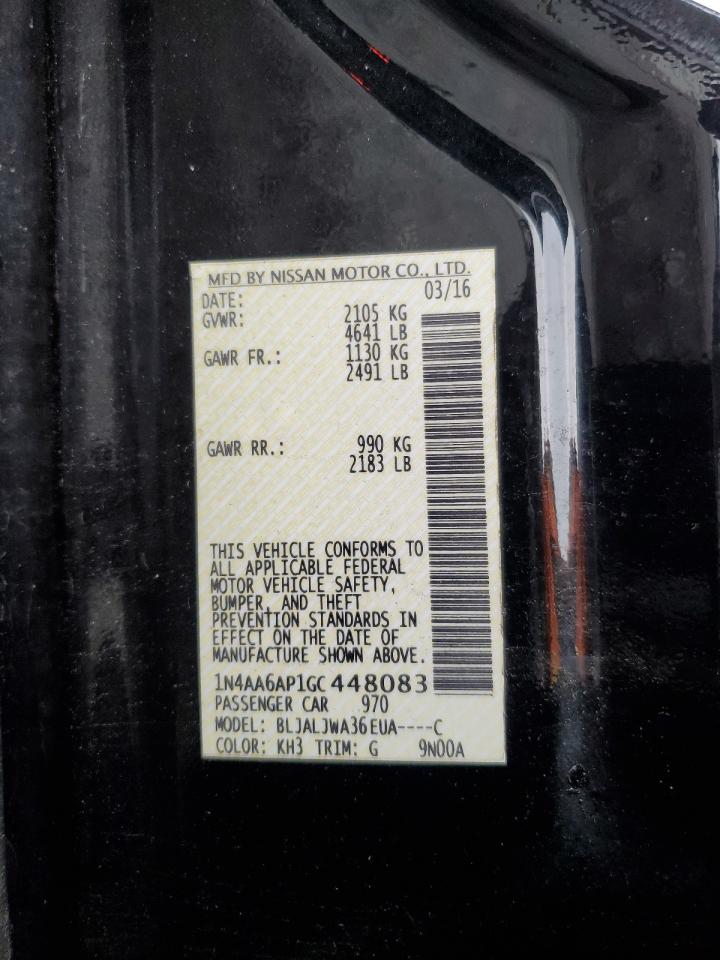 MFD BY NISSAN MOTOR CO., LTD.
DATE: 03/16
GVWR: 2105 KG
4641 LB
GAWR FR.: 1130 KG
2491 LB
GAWR RR.: 990 KG
2183 LB
THIS VEHICLE CONFORMS TO
ALL APPLICABLE FEDERAL
MOTOR VEHICLE SAFETY,
BUMPER, AND THEFT
PREVENTION STANDARDS IN
EFFECT ON THE DATE OF
MANUFACTURE SHOWN ABOVE.
1N4AA6AP1GC448083
PASSENGER CAR 970
MODEL: BLJALJWA36EUA----C
COLOR: KH3 TRIM: G 9N00A